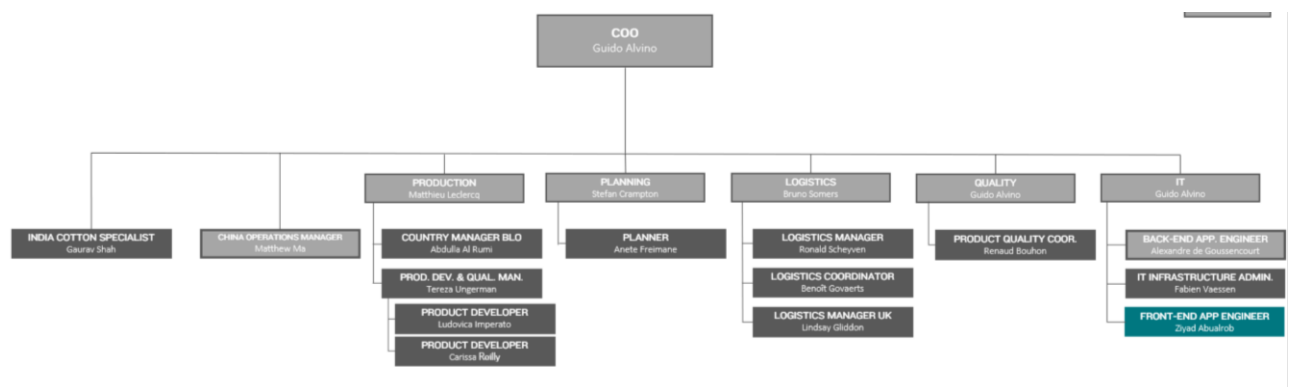 COO
Guido Alvino
PRODUCTION
Matthieu Leclercq
PLANNING
Stefan Crampton
LOGISTICS
Bruno Somers
QUALITY
Guido Alvino
IT
Guido Alvino
INDIA COTTON SPECIALIST
Gaurav Shah
CHINA OPERATIONS MANAGER
Matthew Ma
COUNTRY MANAGER BLO
Abdulla Al Rumi
PROD. DEV. & QUAL. MAN.
Tereza Ungerman
PRODUCT DEVELOPER
Ludovica Imperato
PRODUCT DEVELOPER
Carissa Reilly
PLANNER
Anete Freimane
LOGISTICS MANAGER
Ronald Scheyven
LOGISTICS COORDINATOR
Benoît Govaerts
LOGISTICS MANAGER UK
Lindsay Gliddon
PRODUCT QUALITY COOR.
Renaud Bouhon
BACK-END APP. ENGINEER
Alexandre de Goussencourt
IT INFRASTRUCTURE ADMIN.
Fabien Vaessen
FRONT-END APP ENGINEER
Ziyad Abualrob